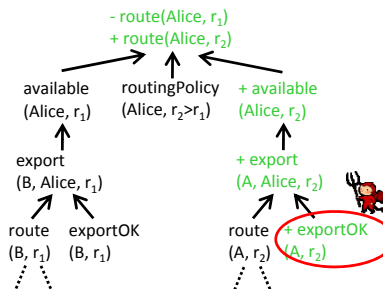 - route(Alice, r₁)
+ route(Alice, r₂)
available
(Alice, r₁)
routingPolicy
(Alice, r₂>r₁)
+ available
(Alice, r₂)
export
(B, Alice, r₁)
+ export
(A, Alice, r₂)
route
(B, r₁)
exportOK
(B, r₁)
route
(A, r₂)
+ exportOK
(A, r₂)